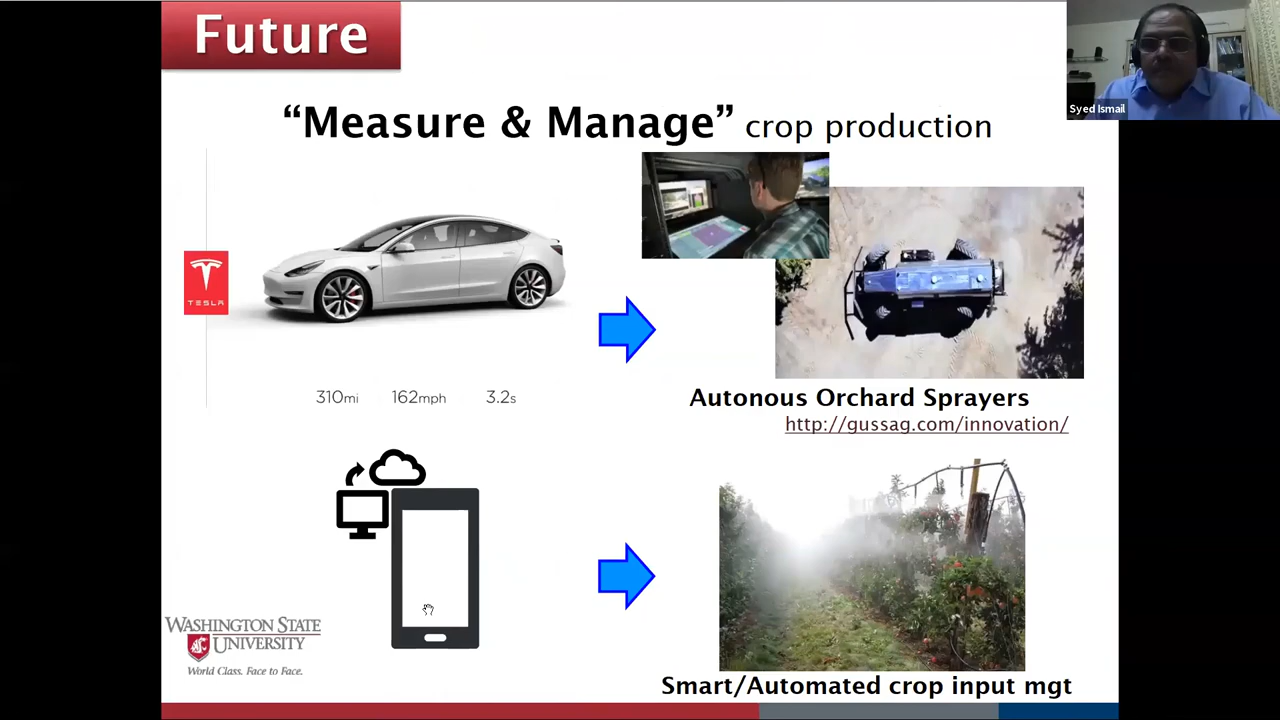 Future
Syed Ismail
“Measure & Manage” crop production
TESLA
310mi 162mph 3.2s
Autonous Orchard Sprayers
http://gussag.com/innovation/
WASHINGTON STATE
UNIVERSITY
World Class. Face to Face.
Smart/Automated crop input mgt